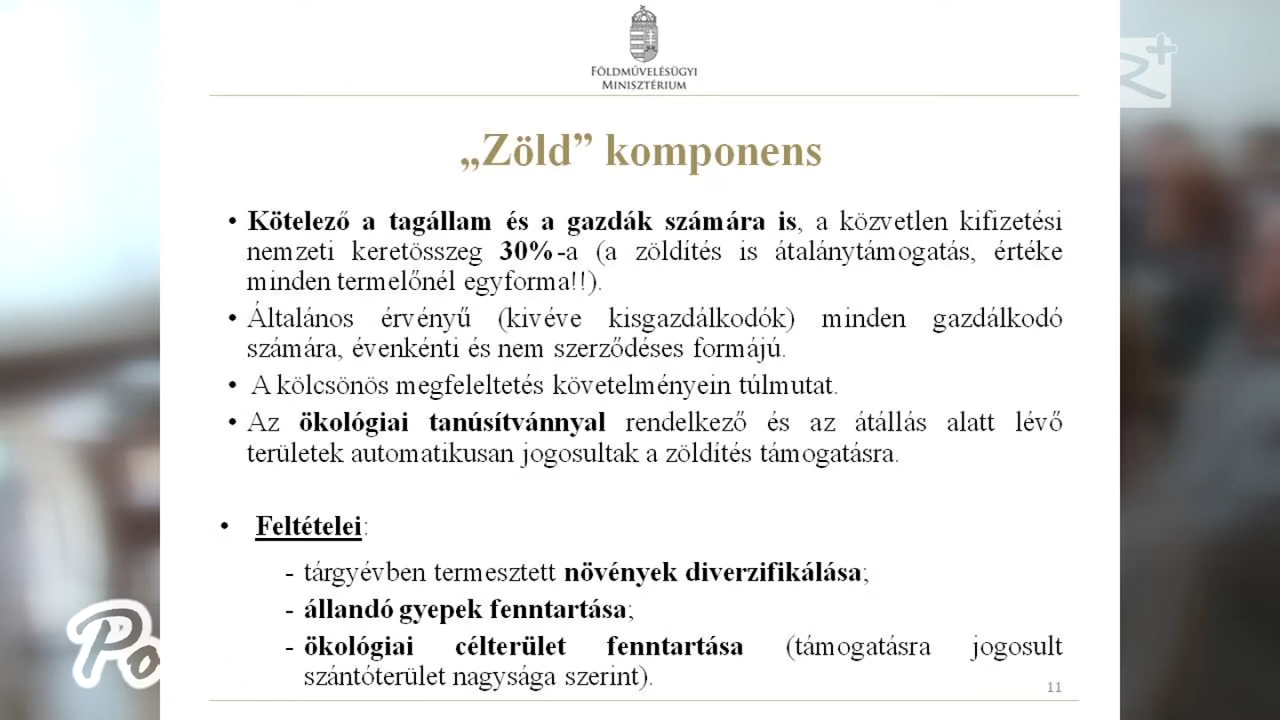 FÖLDMŰVELÉSÜGYI
MINISZTÉRIUM
„Zöld” komponens
• Kötelező a tagállam és a gazdák számára is, a közvetlen kifizetési
nemzeti keretösszeg 30%-a (a zöldítés is átalánytámogatás, értéke
minden termelőnél egyforma!!).
• Általános érvényű (kivéve kisgazdálkodók) minden gazdálkodó
számára, évenkénti és nem szerződéses formájú.
• A kölcsönös megfeleltetés követelményein túlmutat.
• Az ökológiai tanúsítvánnyal rendelkező és az átállás alatt lévő
területek automatikusan jogosultak a zöldítés támogatásra.
• Feltételei:
- tárgyévben termesztett növények diverzifikálása;
- állandó gyepek fenntartása;
- ökológiai célterület fenntartása (támogatásra jogosult
szántóterület nagysága szerint).
11
Po
R+